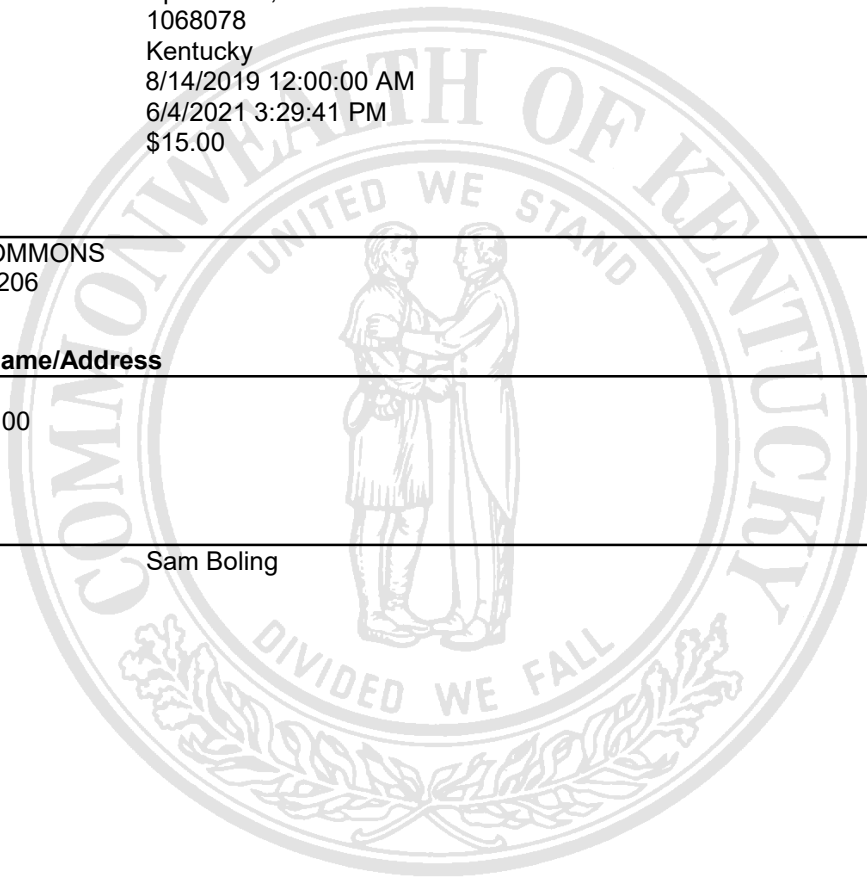 1068078
Kentucky
8/14/2019 12:00:00 AM
6/4/2021 3:29:41 PM
$15.00
OMMONS
206
ame/Address
00
Sam Boling
COMMONWEALTH OF KENTUCKY
UNITED WE STAND
DIVIDED WE FALL